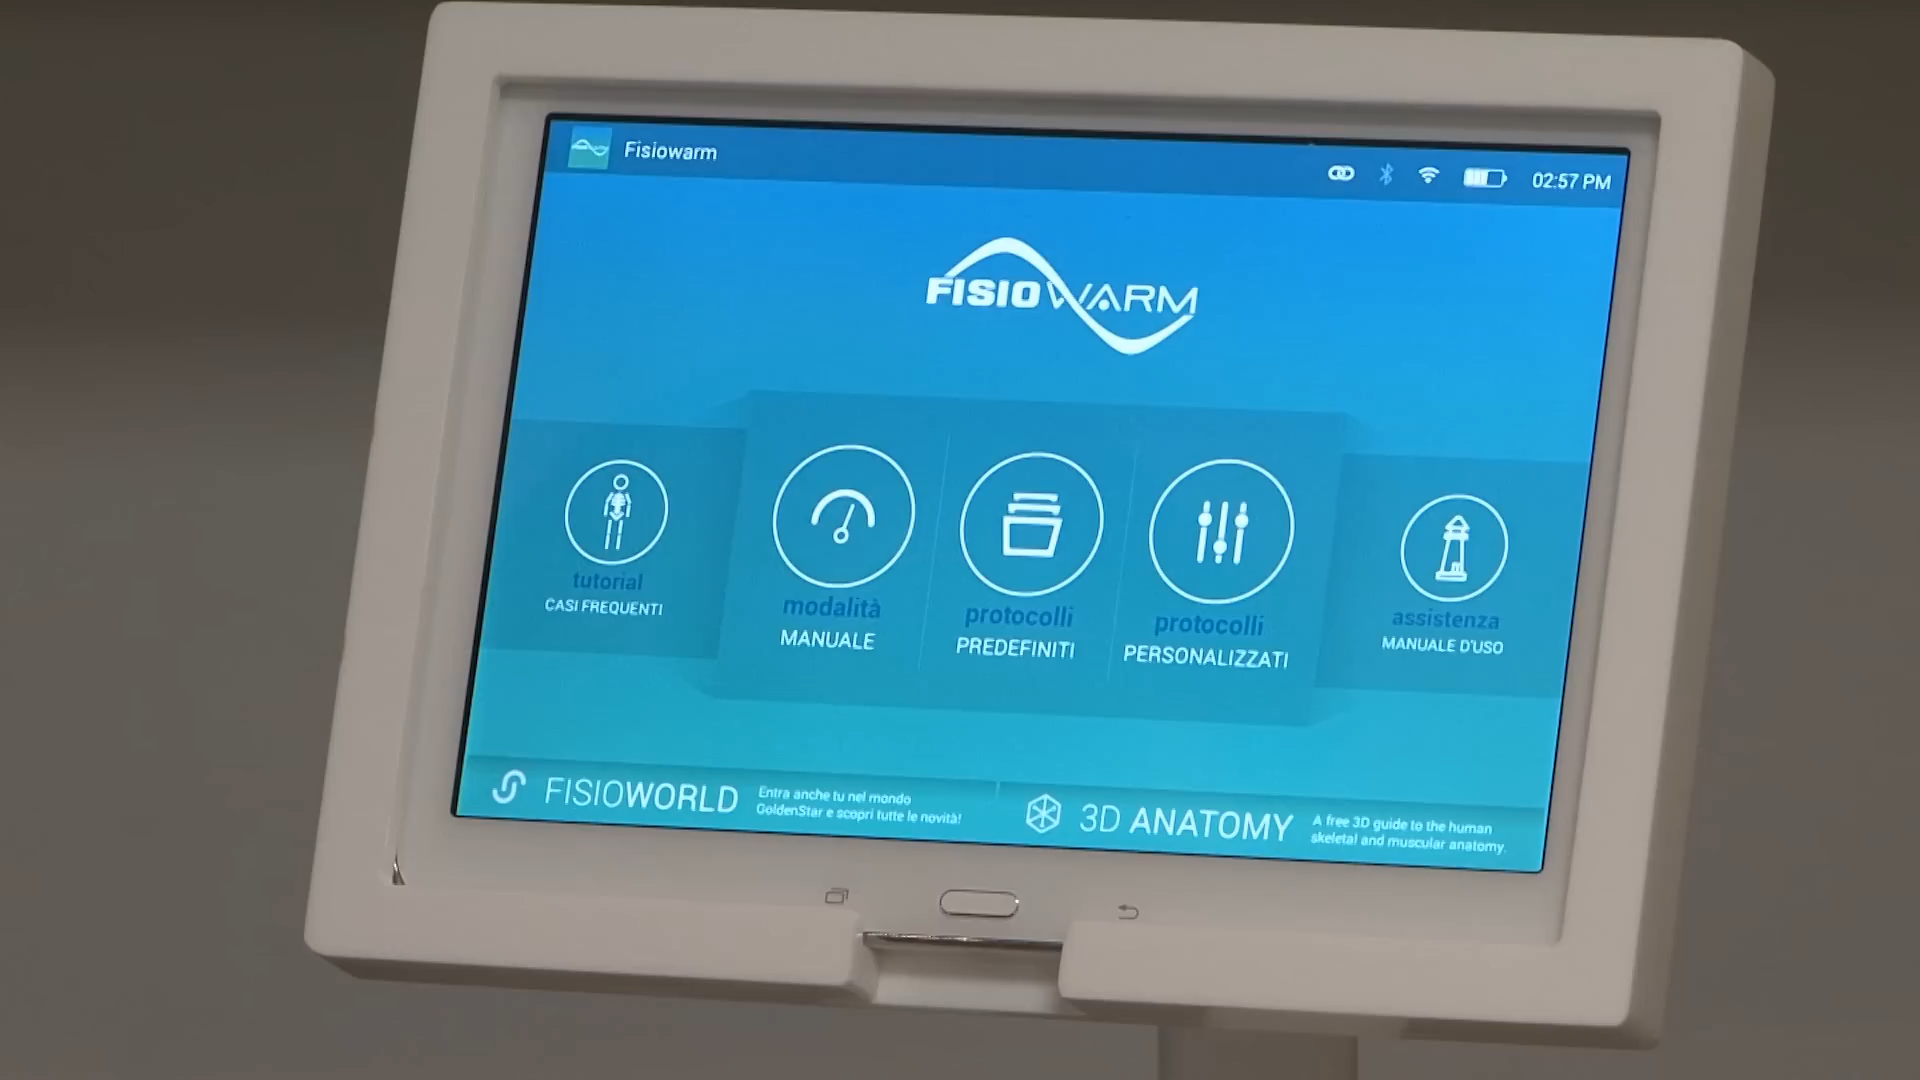 Fisiowarm
02:57 PM
FISIOWARM
tutorial
CASI FREQUENTI
modalità
MANUALE
protocolli
PREDEFINITI
protocolli
PERSONALIZZATI
assistenza
MANUALE D'USO
FISIOWORLD
Entra anche tu nel mondo
GoldenStar e scopri tutte le novità!
3D ANATOMY
A free 3D guide to the human
skeletal and muscular anatomy.